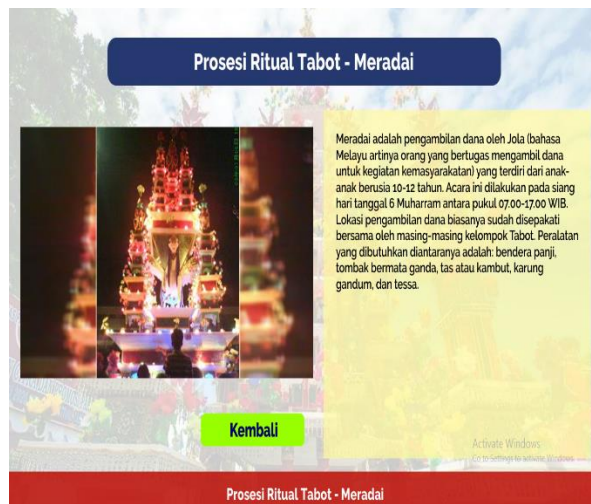 Prosesi Ritual Tabot - Meradai
Meradai adalah pengambilan dana oleh Jola (bahasa
Melayu artinya orang yang bertugas mengambil dana
untuk kegiatan kemasyarakatan) yang terdiri dari anak-
anak berusia 10-12 tahun. Acara ini dilakukan pada siang
hari tanggal 6 Muharram antara pukul 07.00-17.00 WIB.
Lokasi pengambilan dana biasanya sudah disepakati
bersama oleh masing-masing kelompok Tabot. Peralatan
yang dibutuhkan diantaranya adalah: bendera panji,
tombak bermata ganda, tas atau kambut, karung
gandum, dan tessa.
Kembali
Activate Windows
Go to Settings to activate Windows.
Prosesi Ritual Tabot - Meradai